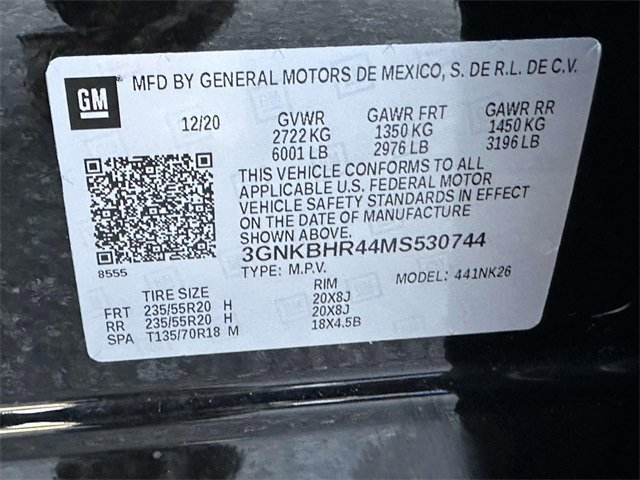 GM
MFD BY GENERAL MOTORS DE MEXICO, S. DE R.L. DE C.V.
12/20 GVWR GAWR FRT GAWR RR
2722 KG 1350 KG 1450 KG
6001 LB 2976 LB 3196 LB
THIS VEHICLE CONFORMS TO ALL
APPLICABLE U.S. FEDERAL MOTOR
VEHICLE SAFETY STANDARDS IN EFFECT
ON THE DATE OF MANUFACTURE
SHOWN ABOVE.
8555
3GNKBHR44MS530744
TYPE: M.P.V. MODEL: 441NK26
TIRE SIZE RIM
FRT 235/55R20 H 20X8J
RR 235/55R20 H 20X8J
SPA T135/70R18 M 18X4.5B